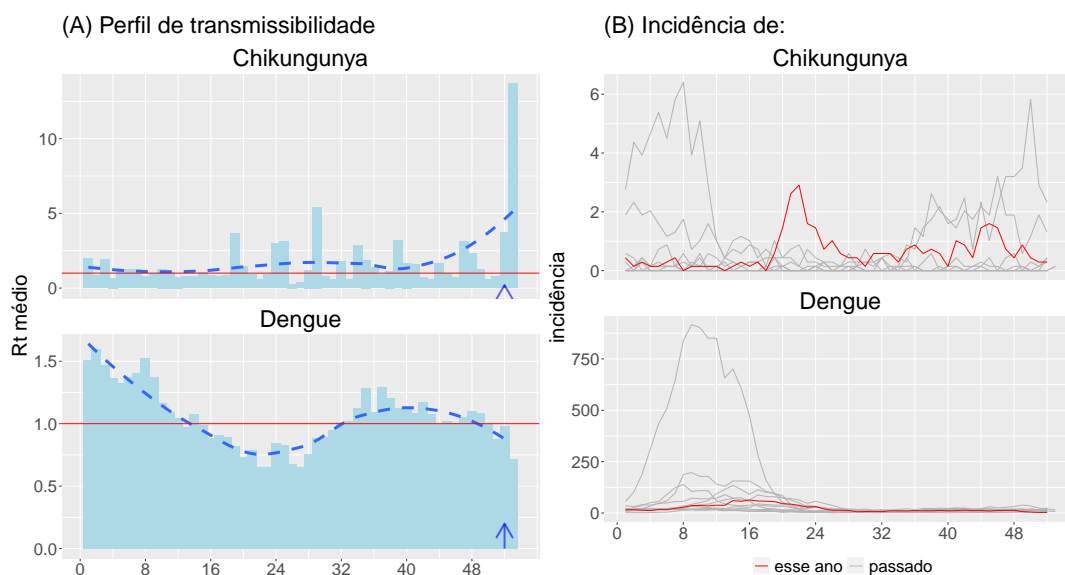 (A) Perfil de transmissibilidade
Chikungunya
10
5
0
Rt médio
Dengue
1.5
1.0
0.5
0.0
0 8 16 24 32 40 48
(B) Incidência de:
Chikungunya
6
4
2
0
incidência
Dengue
750
500
250
0
0 8 16 24 32 40 48
esse ano passado